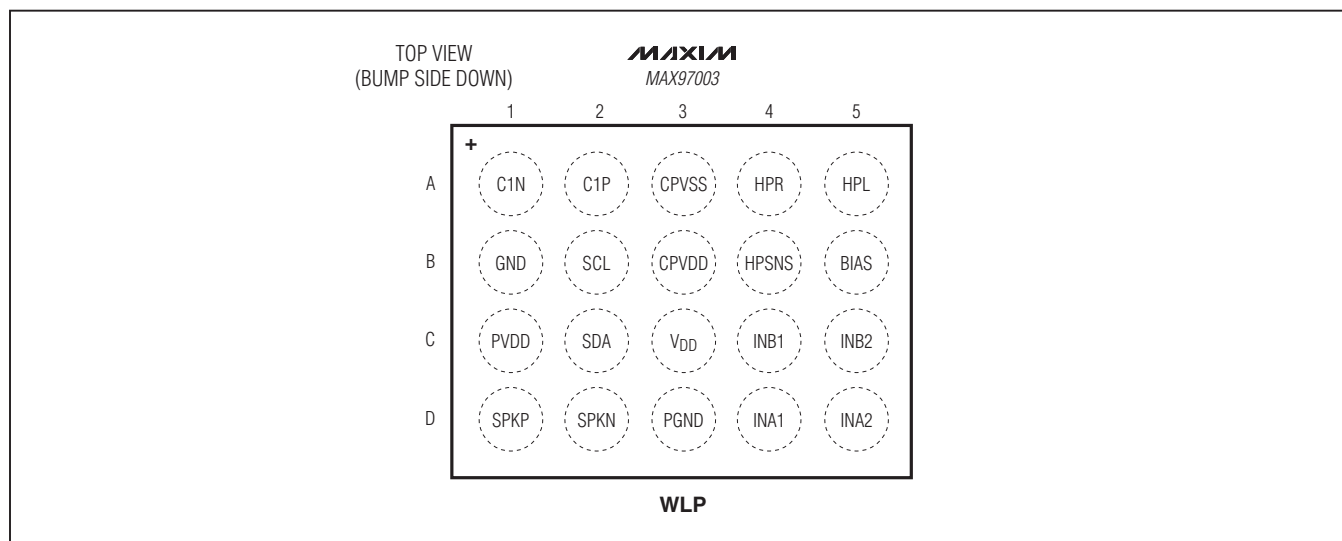 TOP VIEW
(BUMP SIDE DOWN)
MAXIM
MAX97003
1 2 3 4 5
+
A C1N C1P CPVSS HPR HPL
B GND SCL CPVDD HPSNS BIAS
C PVDD SDA VDD INB1 INB2
D SPKP SPKN PGND INA1 INA2
WLP